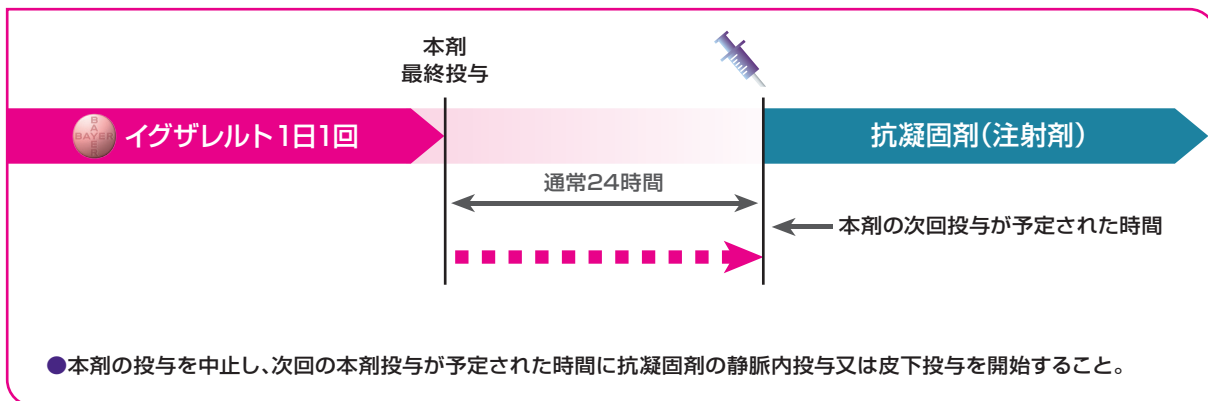 本剤
最終投与
BAYER
BAYER
イグザレルト1日1回
抗凝固剤(注射剤)
通常24時間
本剤の次回投与が予定された時間
●本剤の投与を中止し、次回の本剤投与が予定された時間に抗凝固剤の静脈内投与又は皮下投与を開始すること。